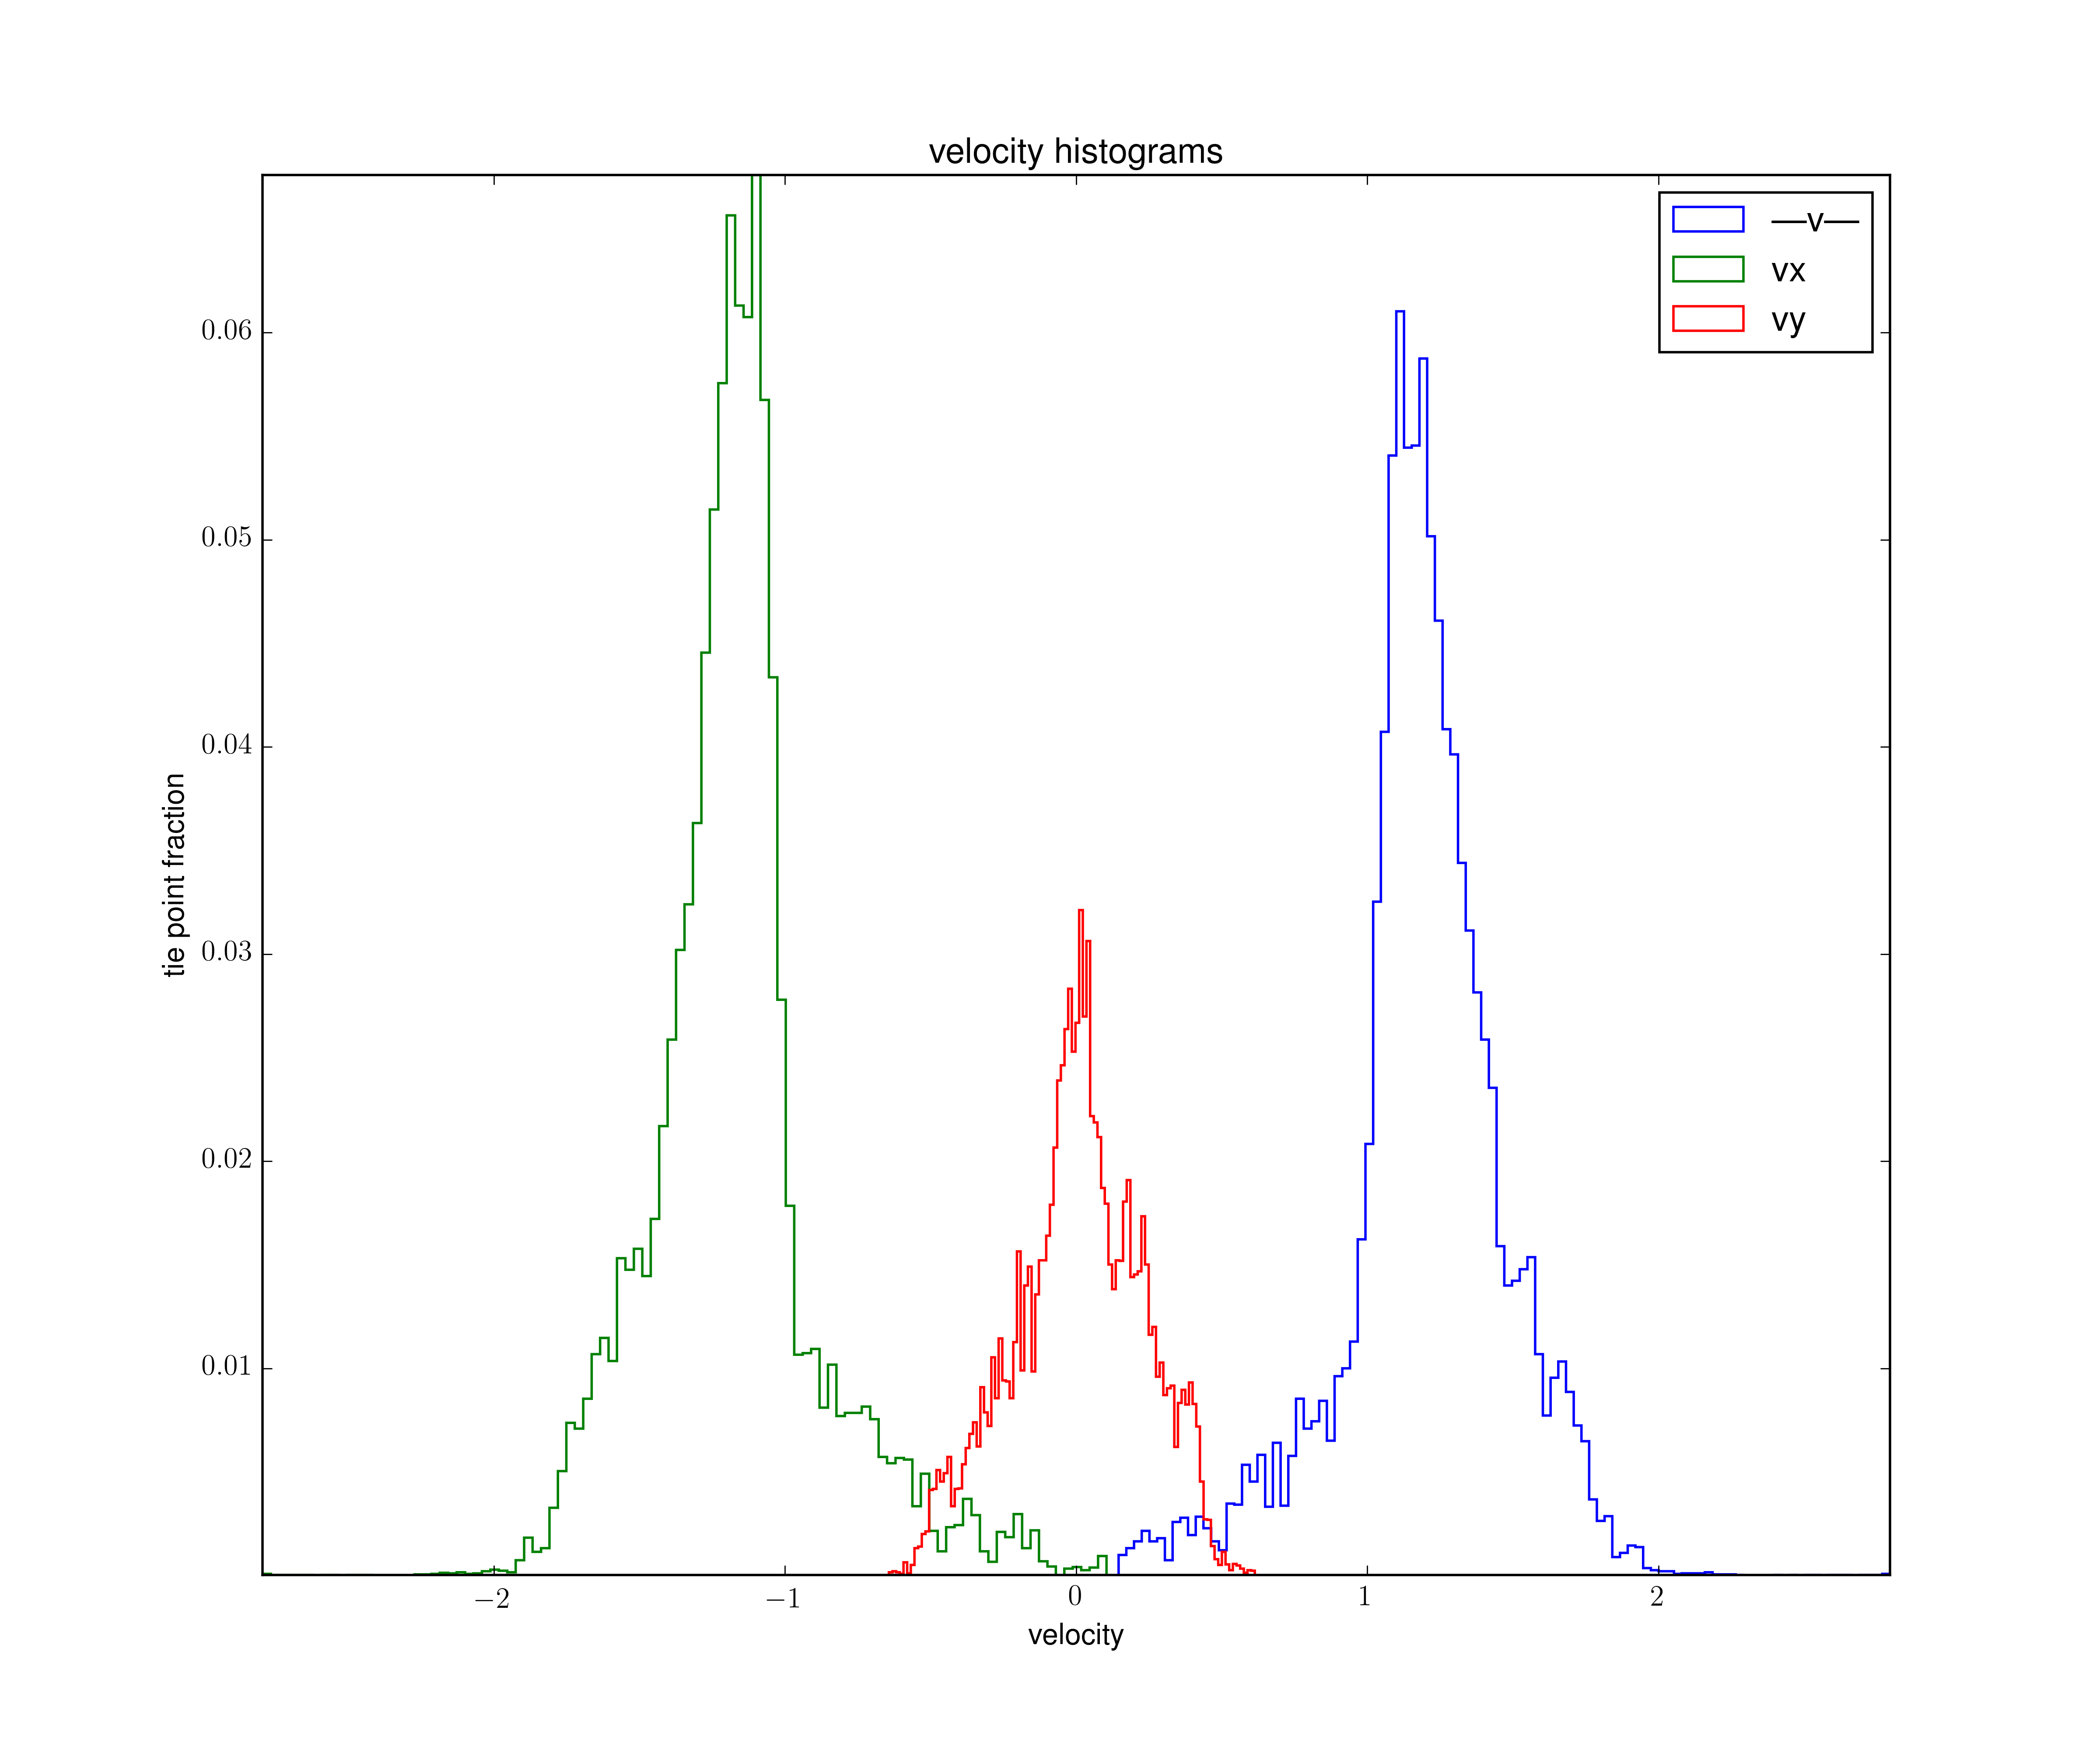 velocity histograms
—v—
vx
vy
0.06
0.05
0.04
0.03
0.02
0.01
tie point fraction
−2 −1 0 1 2
velocity